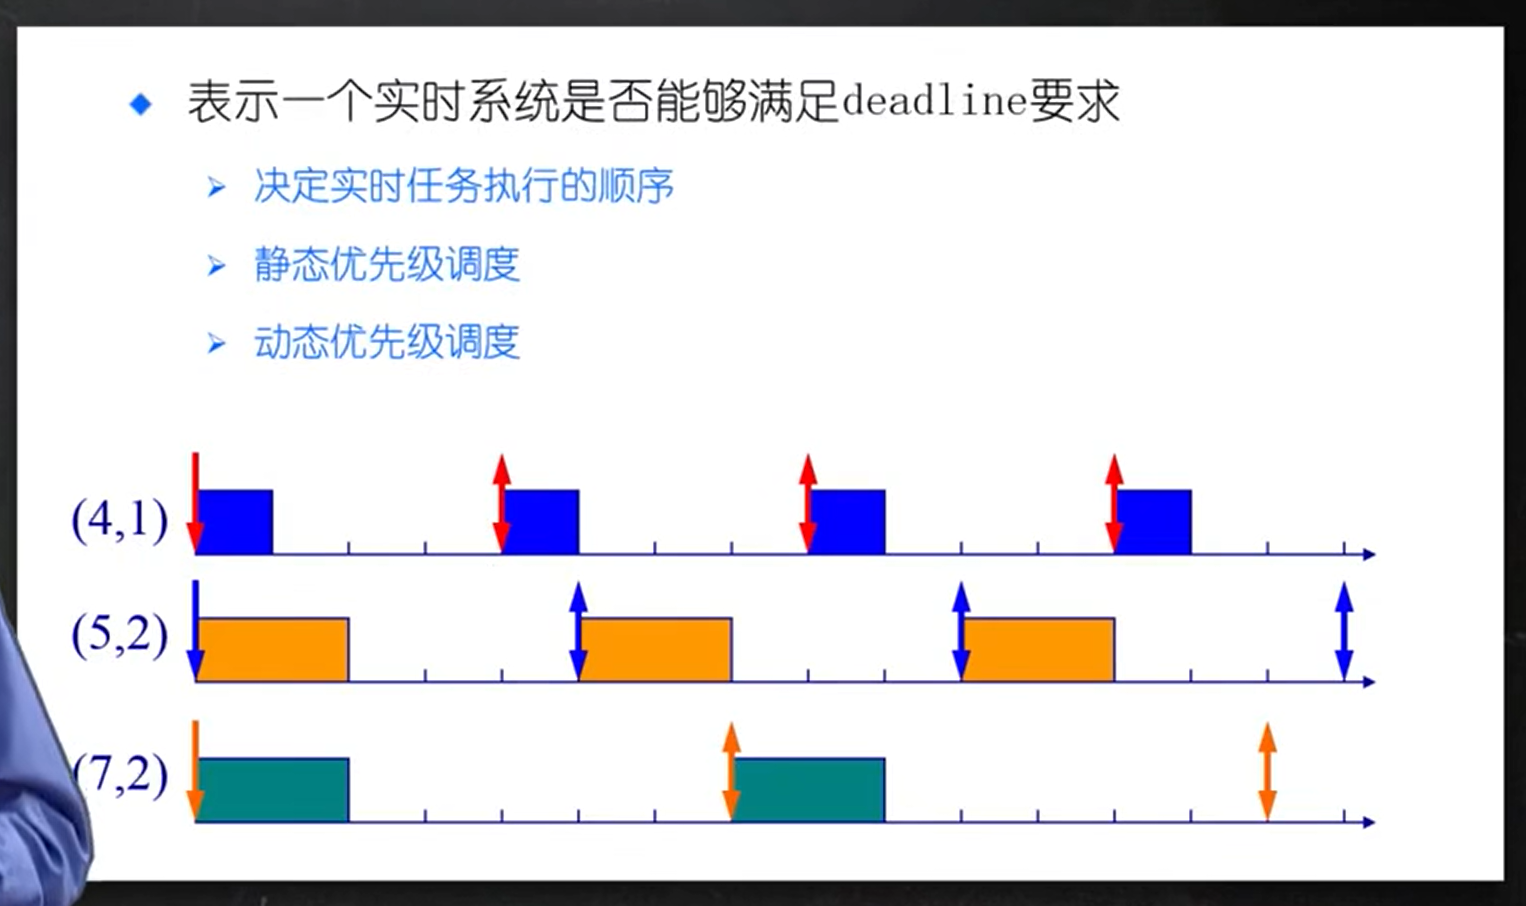 表示一个实时系统是否能够满足deadline要求
决定实时任务执行的顺序
静态优先级调度
动态优先级调度
(4,1)
(5,2)
(7,2)